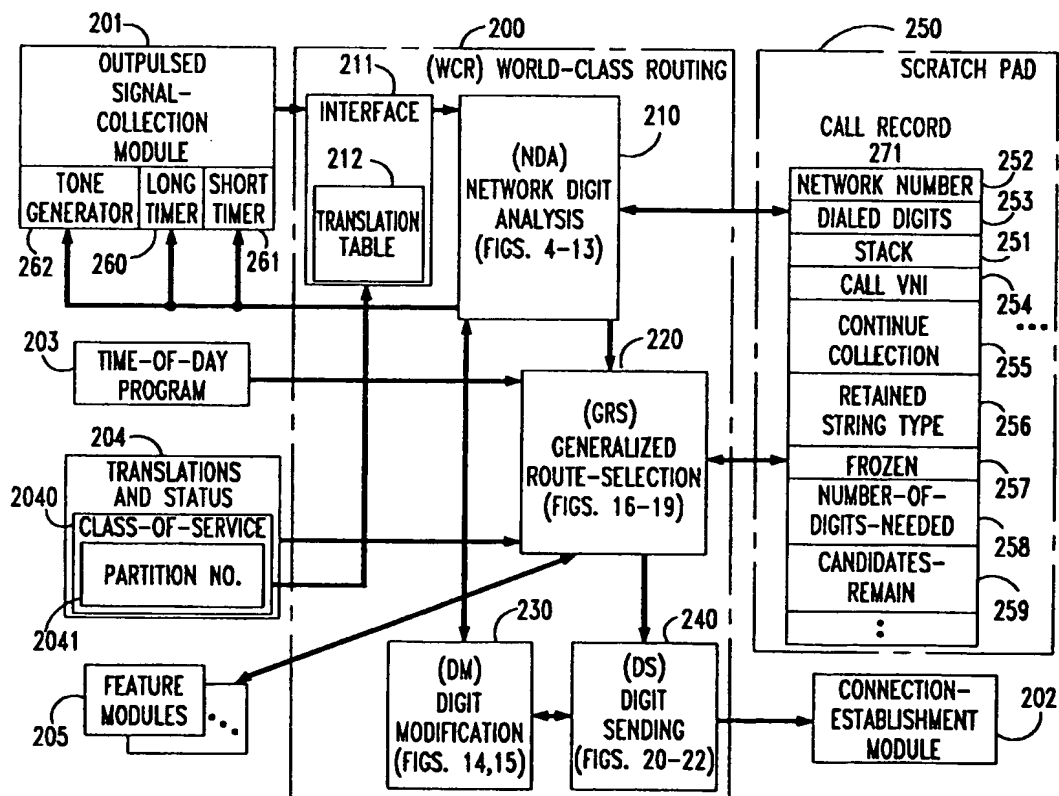 201
OUTPULSED
SIGNAL-
COLLECTION
MODULE
TONE
GENERATOR
LONG
TIMER
SHORT
TIMER
262
260
261
200
(WCR) WORLD-CLASS ROUTING
211
INTERFACE
212
TRANSLATION
TABLE
210
(NDA)
NETWORK DIGIT
ANALYSIS
(FIGS. 4-13)
250
SCRATCH PAD
CALL RECORD
271
252
NETWORK NUMBER
253
DIALED DIGITS
251
STACK
CALL VNI
254
CONTINUE
COLLECTION
255
RETAINED
STRING TYPE
256
FROZEN
257
NUMBER-OF-
DIGITS-NEEDED
258
CANDIDATES-
REMAIN
259
203
TIME-OF-DAY
PROGRAM
220
(GRS)
GENERALIZED
ROUTE-SELECTION
(FIGS. 16-19)
204
TRANSLATIONS
AND STATUS
2040
CLASS-OF-SERVICE
PARTITION NO.
2041
230
(DM)
DIGIT
MODIFICATION
(FIGS. 14,15)
240
(DS)
DIGIT
SENDING
(FIGS. 20-22)
FEATURE
MODULES
205
CONNECTION-
ESTABLISHMENT
MODULE
202